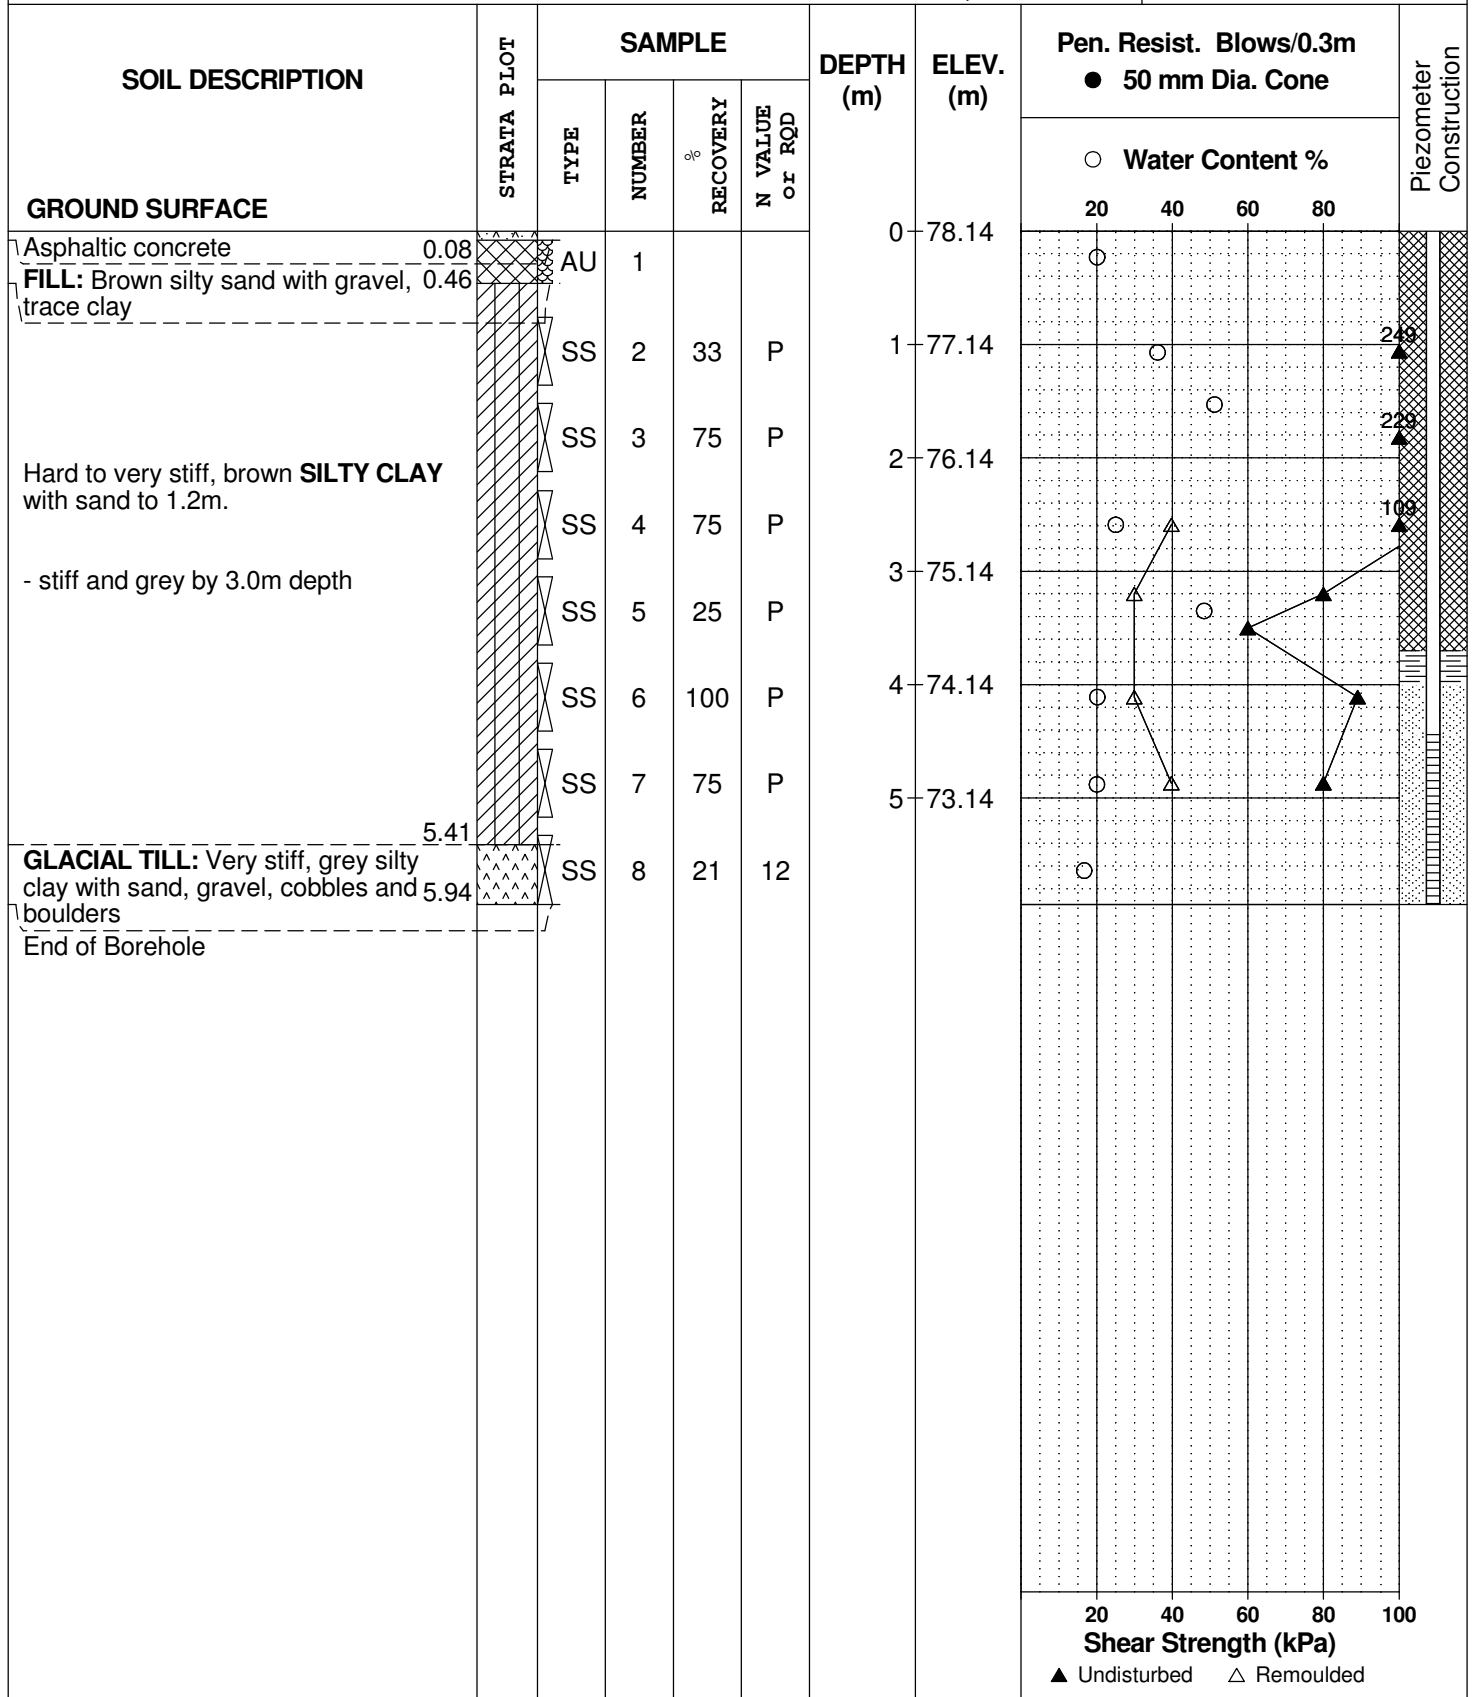 SOIL DESCRIPTION
GROUND SURFACE
STRATA PLOT
SAMPLE
TYPE
NUMBER
% RECOVERY
N VALUE or RQD
DEPTH (m)
ELEV. (m)
Pen. Resist. Blows/0.3m
● 50 mm Dia. Cone
○ Water Content %
20 40 60 80
Piezometer Construction
0 78.14
Asphaltic concrete 0.08
FILL: Brown silty sand with gravel, 0.46
trace clay
AU 1
1 77.14
249
SS 2 33 P
229
SS 3 75 P
2 76.14
Hard to very stiff, brown SILTY CLAY
with sand to 1.2m.
109
SS 4 75 P
3 75.14
- stiff and grey by 3.0m depth
SS 5 25 P
4 74.14
SS 6 100 P
SS 7 75 P
5 73.14
5.41
GLACIAL TILL: Very stiff, grey silty
clay with sand, gravel, cobbles and 5.94
boulders
SS 8 21 12
End of Borehole
20 40 60 80 100
Shear Strength (kPa)
▲ Undisturbed △ Remoulded